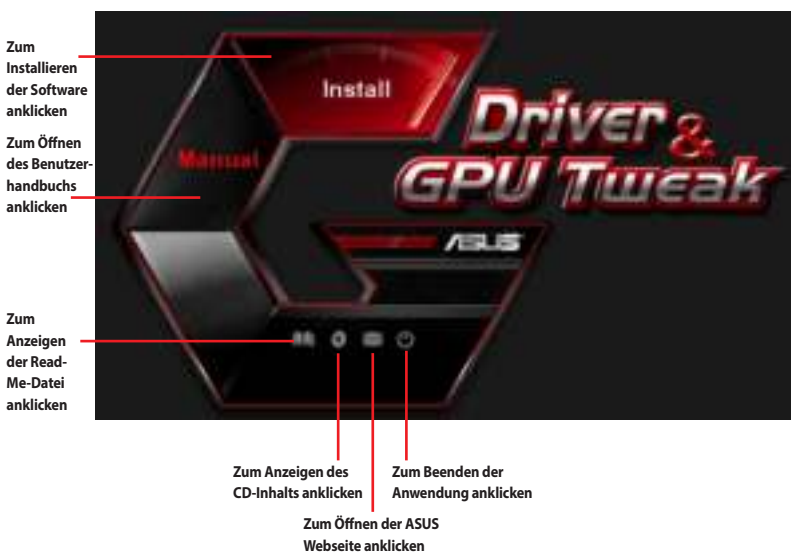 Zum
Installieren
der Software
anklicken
Zum Öffnen
des Benutzer-
handbuchs
anklicken
Zum
Anzeigen
der Read-
Me-Datei
anklicken
Install
Manual
Driver &
GPU Tweak
ASUS
Zum Anzeigen des
CD-Inhalts anklicken
Zum Beenden der
Anwendung anklicken
Zum Öffnen der ASUS
Webseite anklicken